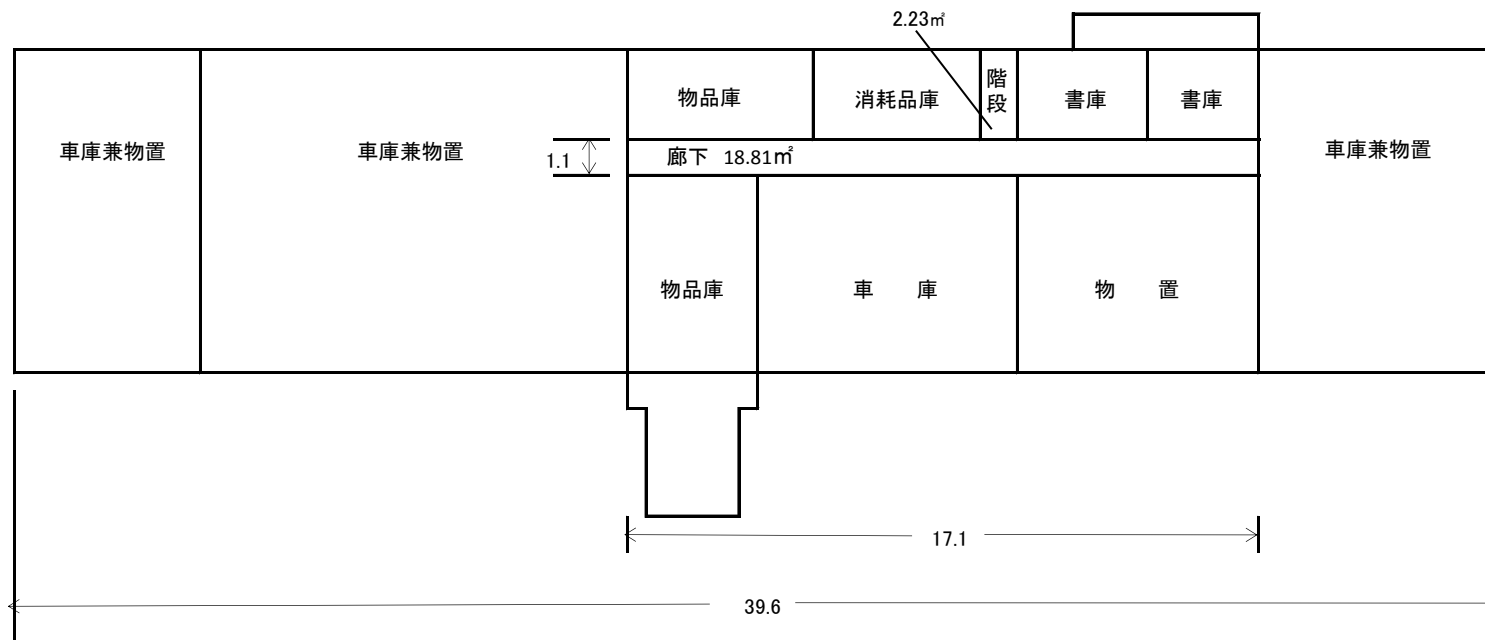 2.23㎡
物品庫
消耗品庫
階段
書庫
書庫
車庫兼物置
車庫兼物置
車庫兼物置
1.1
廊下 18.81㎡
物品庫
車　庫
物　置
17.1
39.6